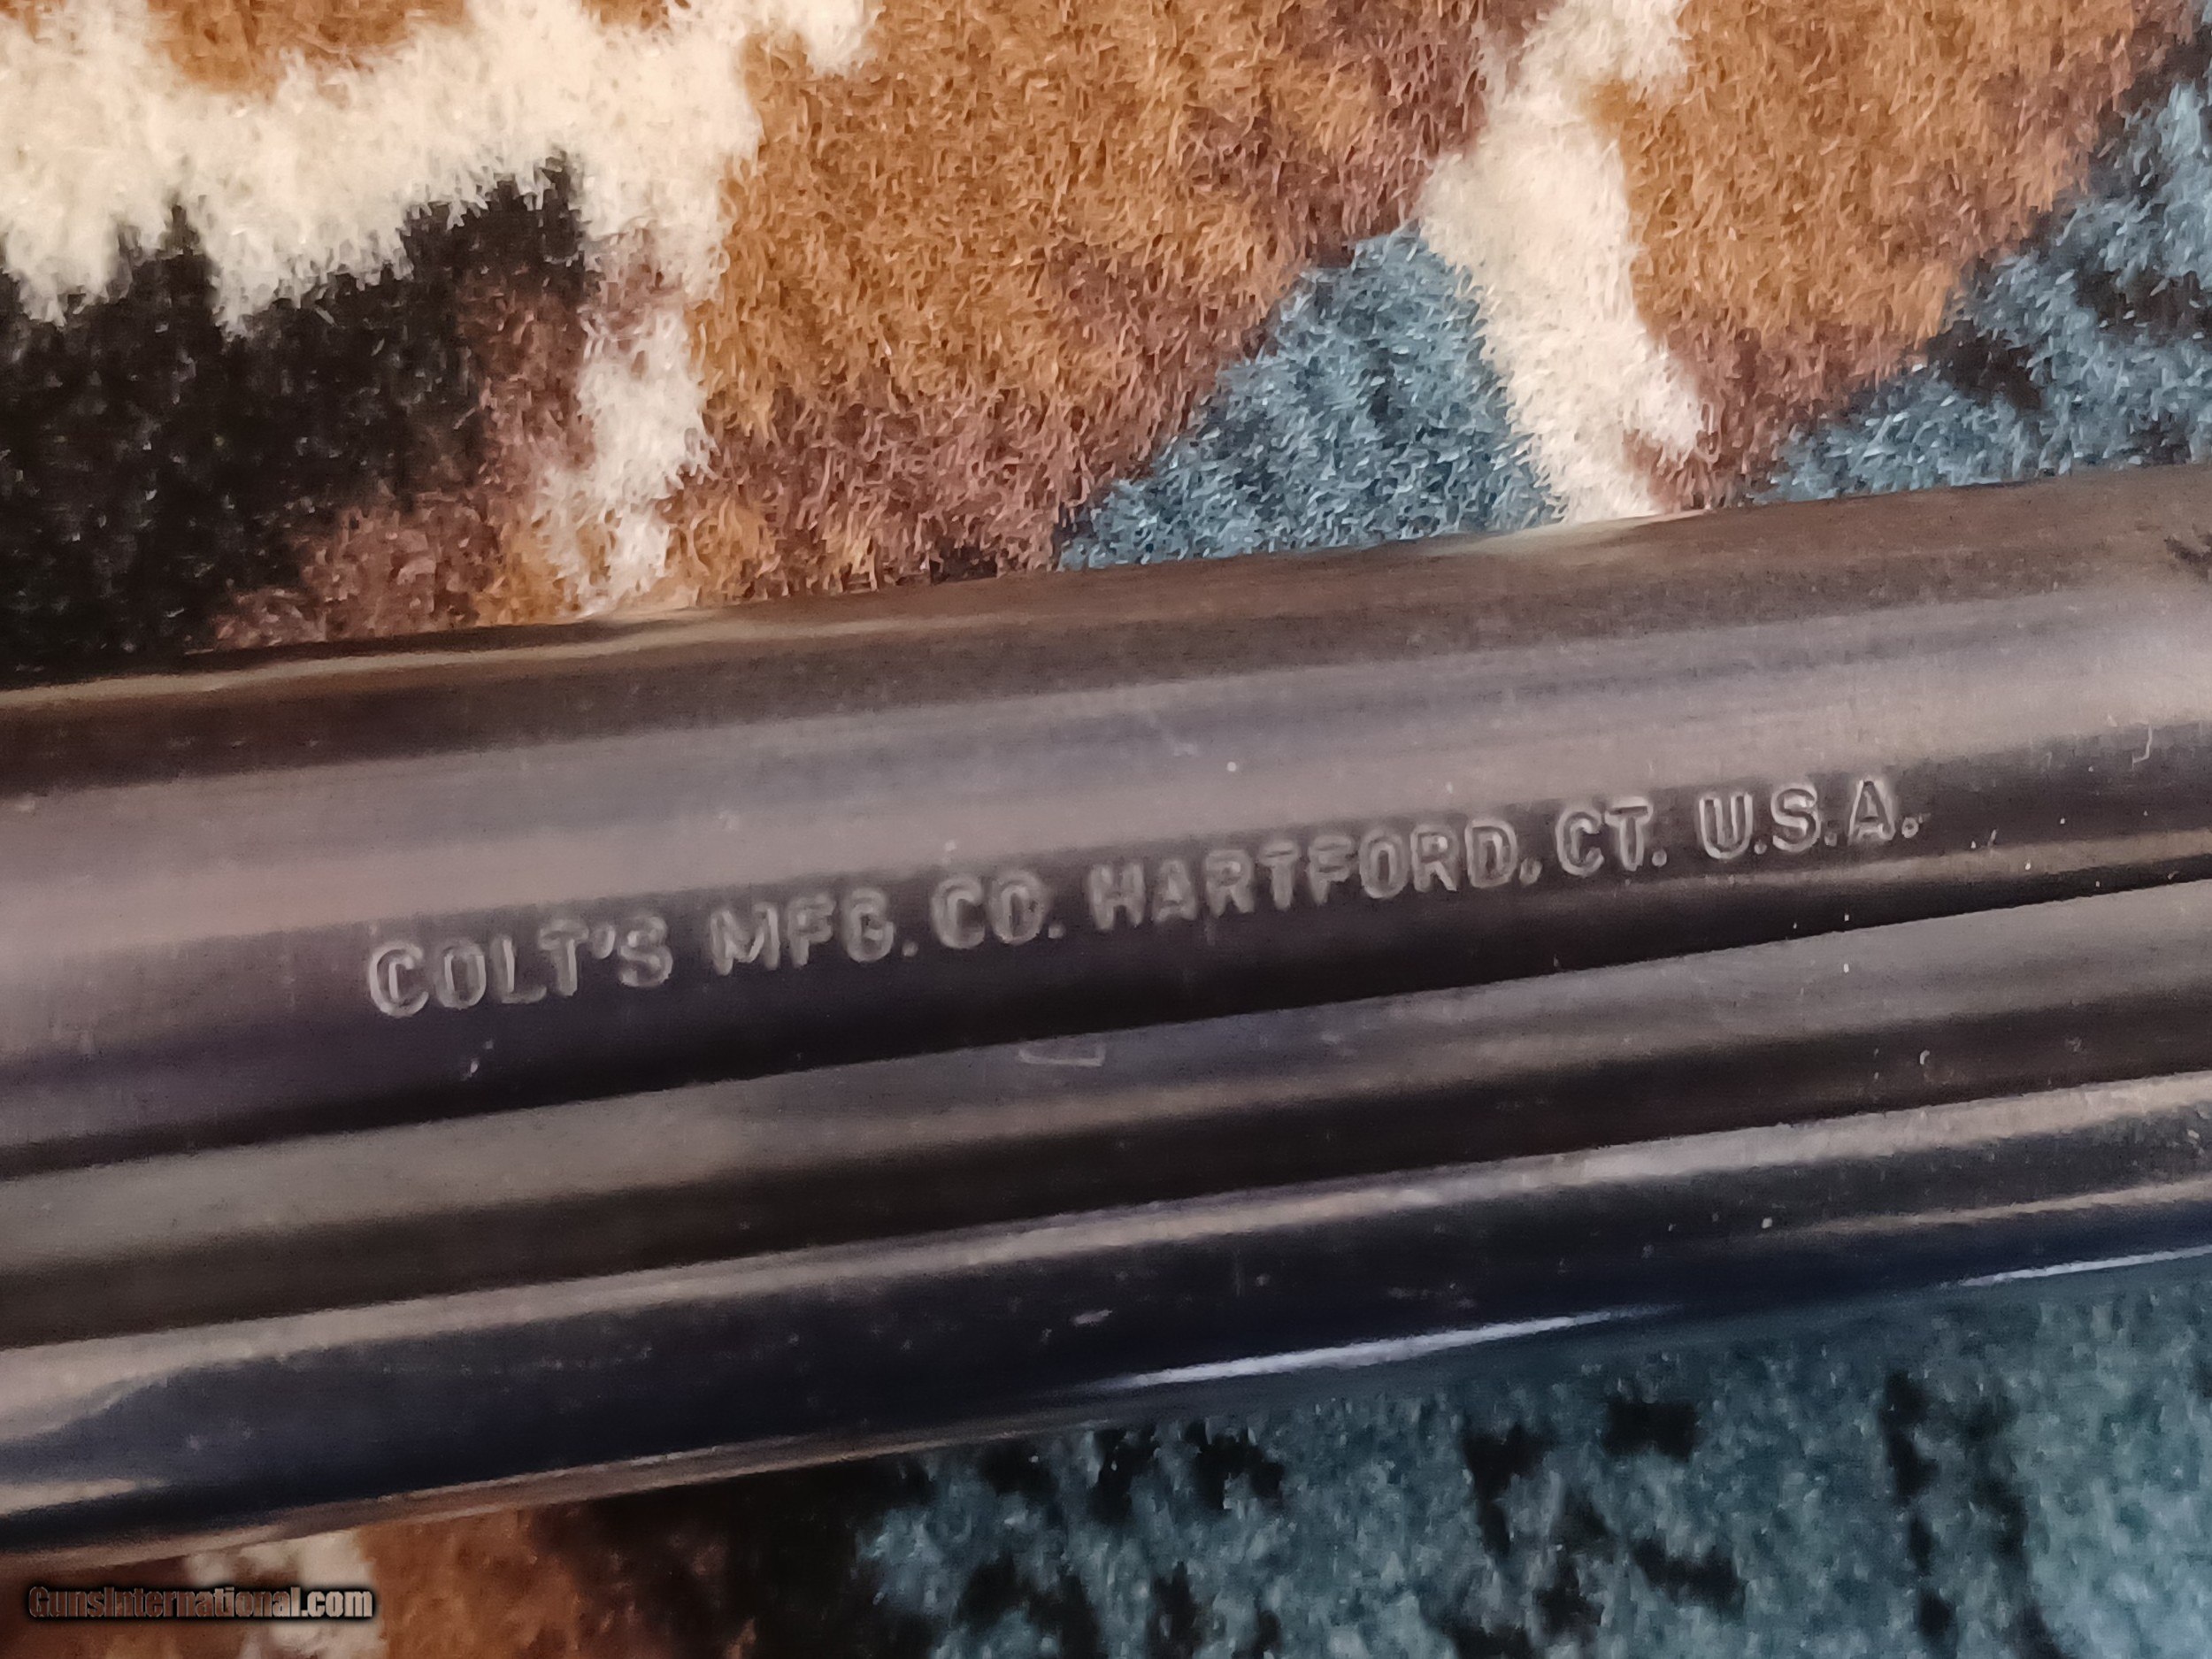 COLT'S MFG. CO. HARTFORD, CT. U.S.A.
GunsInternational.com